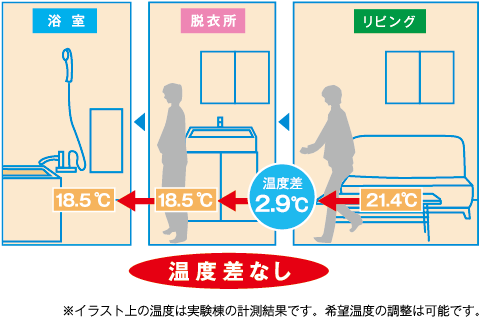 浴室
脱衣所
リビング
18.5℃
18.5℃
温度差
2.9℃
21.4℃
温度差なし
※イラスト上の温度は実験棟の計測結果です。希望温度の調整は可能です。